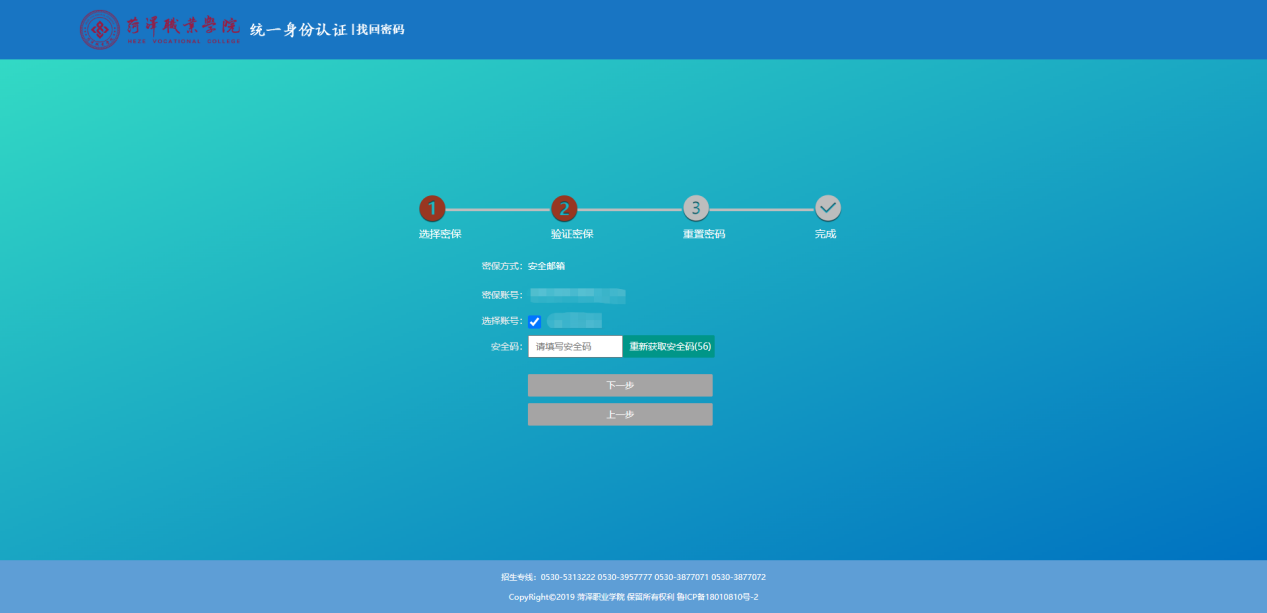 菏泽职业学院 统一身份认证 | 找回密码
HEZE VOCATIONAL COLLEGE
1 2 3
选择密保 验证密保 重置密码 完成
密保方式: 安全邮箱
密保账号:
选择账号:
安全码: 请填写安全码 重新获取安全码(56)
下一步
上一步
招生专线: 0530-5313222 0530-3957777 0530-3877071 0530-3877072
CopyRight©2019 菏泽职业学院 保留所有权利 鲁ICP备18010810号-2